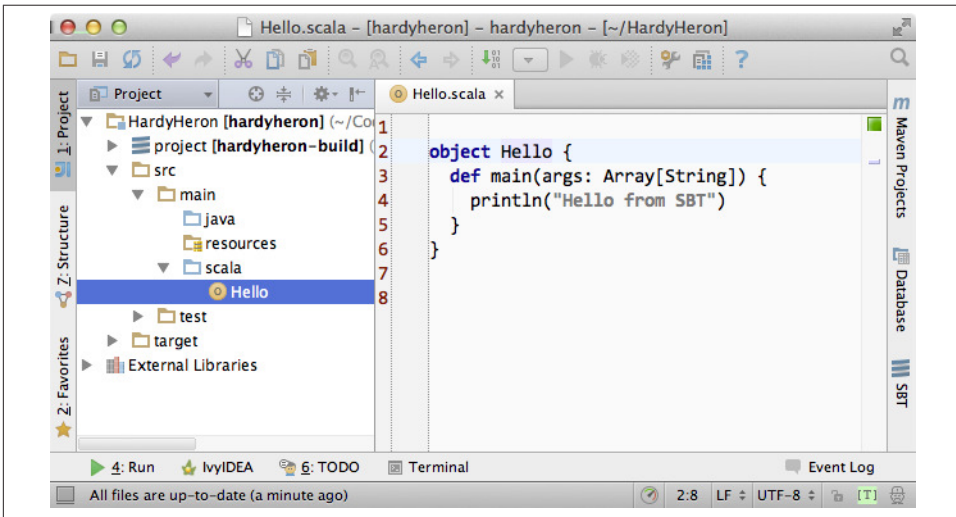 Hello.scala – [hardyheron] – hardyheron – [~/HardyHeron]
Project
Hello.scala
1: Project
Z: Structure
2: Favorites
HardyHeron [hardyheron] (~/Co
project [hardyheron-build] (
src
main
java
resources
scala
Hello
test
target
External Libraries
1
2 object Hello {
3 def main(args: Array[String]) {
4 println("Hello from SBT")
5 }
6 }
7
8
m
Maven Projects
Database
SBT
4: Run
IvyIDEA
6: TODO
Terminal
Event Log
All files are up-to-date (a minute ago)
2:8
LF
UTF-8
[T]